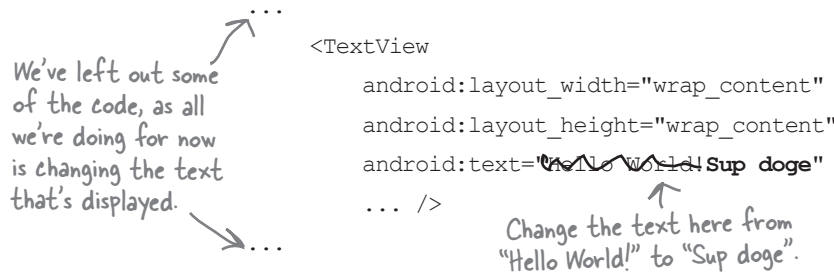 ...
<TextView
We've left out some
of the code, as all
we're doing for now
is changing the text
that's displayed.
android:layout_width="wrap_content"
android:layout_height="wrap_content"
android:text="Hello World!Sup doge"
... />
...
Change the text here from
"Hello World!" to "Sup doge".